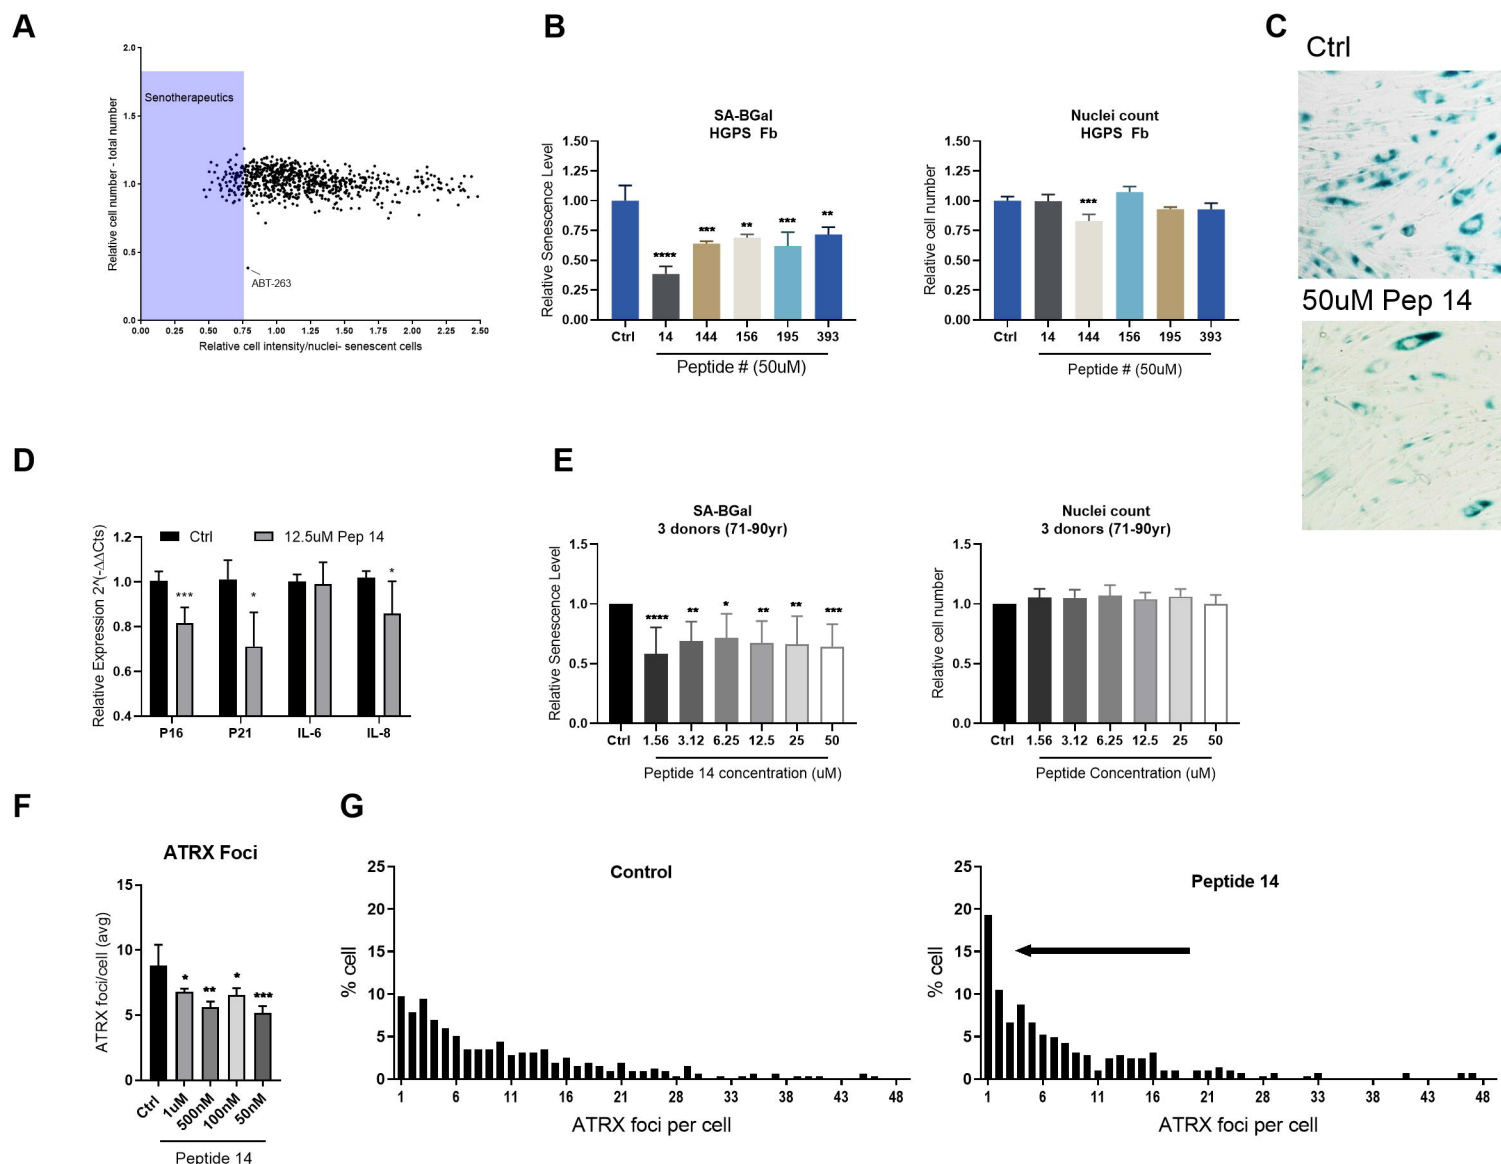 A
2.0
1.5
1.0
0.5
0.0
Relative cell number - total number
Senotherapeutics
ABT-263
0.00 0.25 0.50 0.75 1.00 1.25 1.50 1.75 2.00 2.25 2.50
Relative cell intensity/nuclei- senescent cells
B
SA-BGal
HGPS Fb
Relative Senescence Level
1.50
1.25
1.00
0.75
0.50
0.25
0.00
**** *** ** *** **
Ctrl 14 144 156 195 393
Peptide # (50uM)
Nuclei count
HGPS Fb
Relative cell number
1.50
1.25
1.00
0.75
0.50
0.25
0.00
***
Ctrl 14 144 156 195 393
Peptide # (50uM)
C
Ctrl
50uM Pep 14
D
Relative Expression 2^(-ΔΔCts)
1.2
1.0
0.8
0.6
0.4
Ctrl 12.5uM Pep 14
*** * *
P16 P21 IL-6 IL-8
E
SA-BGal
3 donors (71-90yr)
Relative Senescence Level
1.5
1.0
0.5
0.0
**** ** * ** ** ***
Ctrl 1.56 3.12 6.25 12.5 25 50
Peptide 14 concentration (uM)
Nuclei count
3 donors (71-90yr)
Relative cell number
1.5
1.0
0.5
0.0
Ctrl 1.56 3.12 6.25 12.5 25 50
Peptide Concentration (uM)
F
ATRX Foci
ATRX foci/cell (avg)
15
10
5
0
* ** * ***
Ctrl 1uM 500nM 100nM 50nM
Peptide 14
G
Control
% cell
25
20
15
10
5
0
1 6 11 16 21 28 33 38 43 48
ATRX foci per cell
Peptide 14
% cell
25
20
15
10
5
0
1 6 11 16 21 28 33 38 43 48
ATRX foci per cell